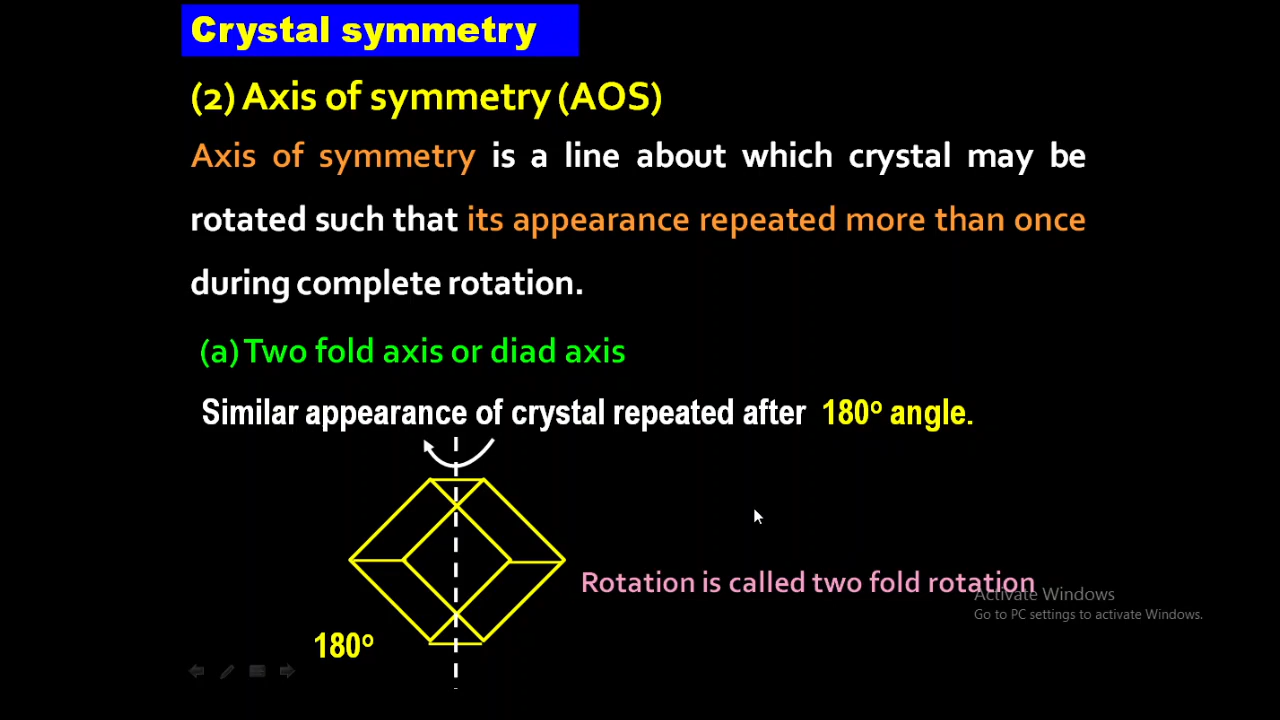 Crystal symmetry
(2) Axis of symmetry (AOS)
Axis of symmetry is a line about which crystal may be
rotated such that its appearance repeated more than once
during complete rotation.
(a) Two fold axis or diad axis
Similar appearance of crystal repeated after 180º angle.
Rotation is called two fold rotation
Activate Windows
Go to PC settings to activate Windows.
180º